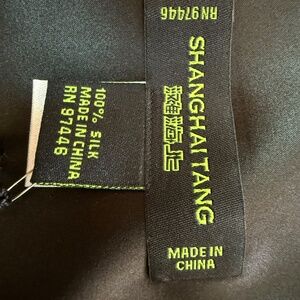 RN 97446
SHANGHAI TANG
上海灘
MADE IN
CHINA
100% SILK
MADE IN CHINA
RN 97446